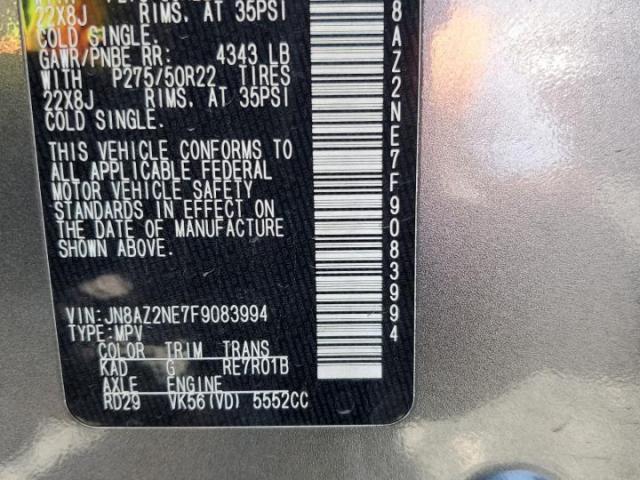 22X8J RIMS. AT 35PSI
COLD SINGLE.
GAWR/PNBE RR: 4343 LB
WITH P275/50R22 TIRES
22X8J RIMS. AT 35PSI
COLD SINGLE.
THIS VEHICLE CONFORMS TO
ALL APPLICABLE FEDERAL
MOTOR VEHICLE SAFETY
STANDARDS IN EFFECT ON
THE DATE OF MANUFACTURE
SHOWN ABOVE.
VIN:JN8AZ2NE7F9083994
TYPE:MPV
COLOR TRIM TRANS
KAD G RE7R01B
AXLE ENGINE
RD29 VK56(VD) 5552CC
8AZ2NE7F9083994